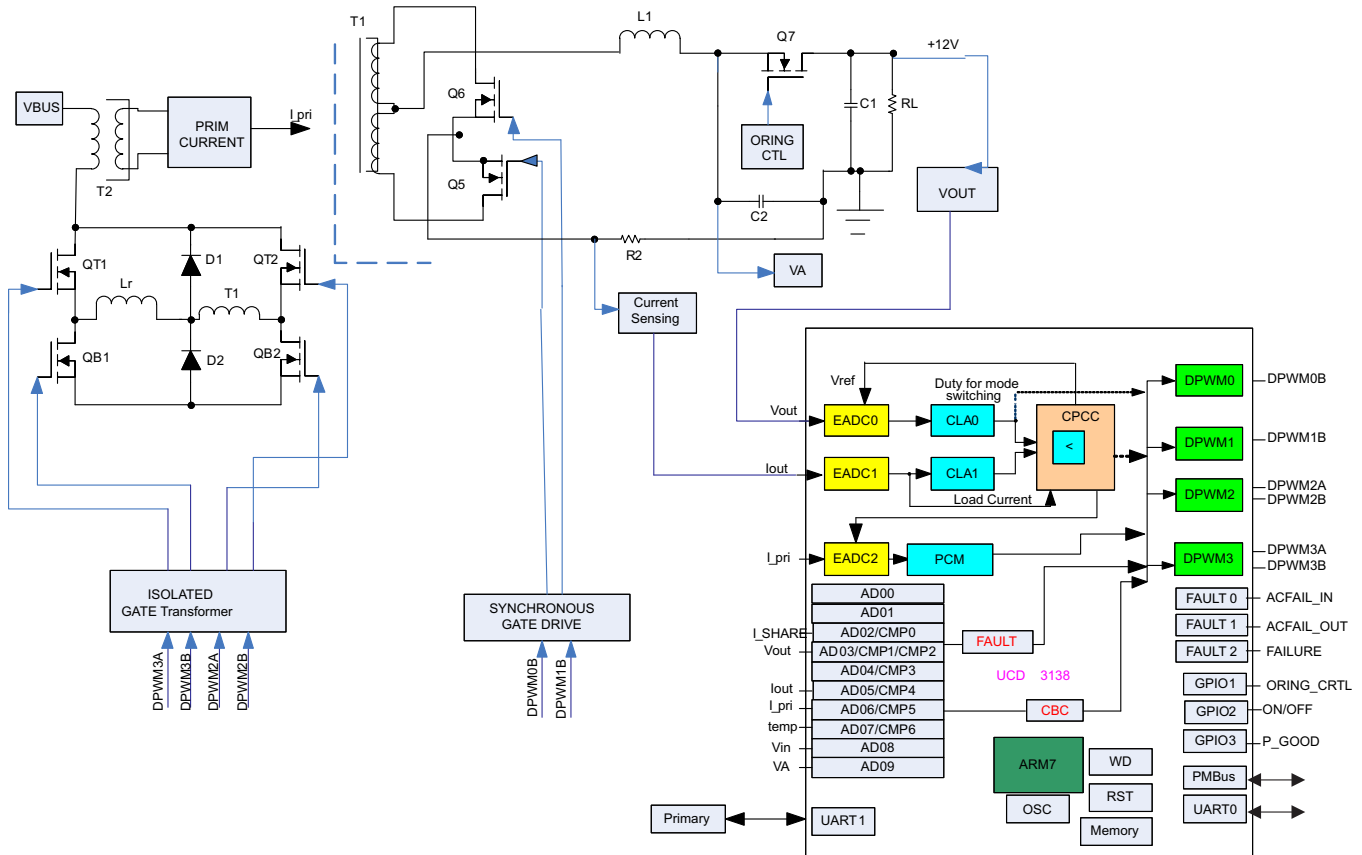 T1
L1
Q7
+12V
VBUS
PRIM
CURRENT
I_pri
T2
Q6
Q5
ORING
CTL
C1
RL
VOUT
C2
R2
VA
Current
Sensing
QT1
D1
QT2
Lr
T1
QB1
D2
QB2
ISOLATED
GATE Transformer
DPWM3A
DPWM3B
DPWM2A
DPWM2B
SYNCHRONOUS
GATE DRIVE
DPWM0B
DPWM1B
Vref
Duty for mode
switching
Vout
EADC0
CLA0
CPCC
<
Iout
EADC1
CLA1
Load Current
I_pri
EADC2
PCM
DPWM0
DPWM0B
DPWM1
DPWM1B
DPWM2
DPWM2A
DPWM2B
DPWM3
DPWM3A
DPWM3B
AD00
AD01
I_SHARE
AD02/CMP0
Vout
AD03/CMP1/CMP2
AD04/CMP3
Iout
AD05/CMP4
I_pri
AD06/CMP5
temp
AD07/CMP6
Vin
AD08
VA
AD09
FAULT
UCD 3138
CBC
FAULT 0
ACFAIL_IN
FAULT 1
ACFAIL_OUT
FAULT 2
FAILURE
GPIO1
ORING_CRTL
GPIO2
ON/OFF
GPIO3
P_GOOD
ARM7
WD
OSC
RST
Memory
PMBus
UART0
Primary
UART1